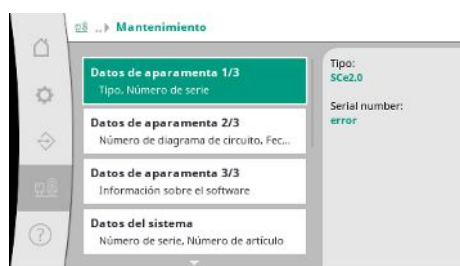 ..▸ Mantenimiento
Datos de aparamenta 1/3
Tipo, Número de serie
Datos de aparamenta 2/3
Número de diagrama de circuito, Fec...
Datos de aparamenta 3/3
Información sobre el software
Datos del sistema
Número de serie, Número de artículo
Tipo:
SCe2.0
Serial number:
error
?